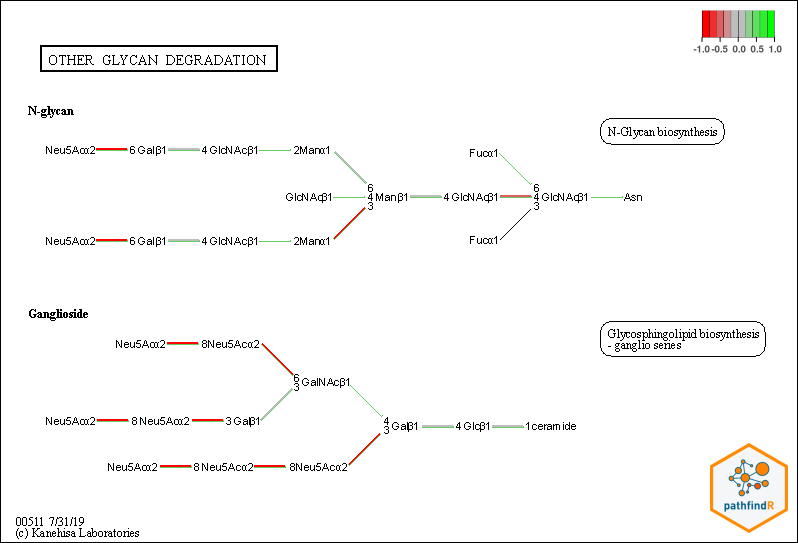 -1.0 -0.5 0.0 0.5 1.0
OTHER GLYCAN DEGRADATION
N-glycan
N-Glycan biosynthesis
Neu5Acα2 6 Galβ1 4 GlcNAcβ1 2Manα1
Fucα1
GlcNAcβ1 6 4 3 Manβ1 4 GlcNAcβ1 6 4 3 GlcNAcβ1 Asn
Neu5Acα2 6 Galβ1 4 GlcNAcβ1 2Manα1
Fucα1
Ganglioside
Glycosphingolipid biosynthesis
- ganglio series
Neu5Acα2 8Neu5Acα2
6 3 GalNAcβ1
Neu5Acα2 8 Neu5Acα2 3 Galβ1
4 3 Galβ1 4 Glcβ1 1ceramide
Neu5Acα2 8 Neu5Acα2 8Neu5Acα2
pathfindR
00511 7/31/19
(c) Kanehisa Laboratories